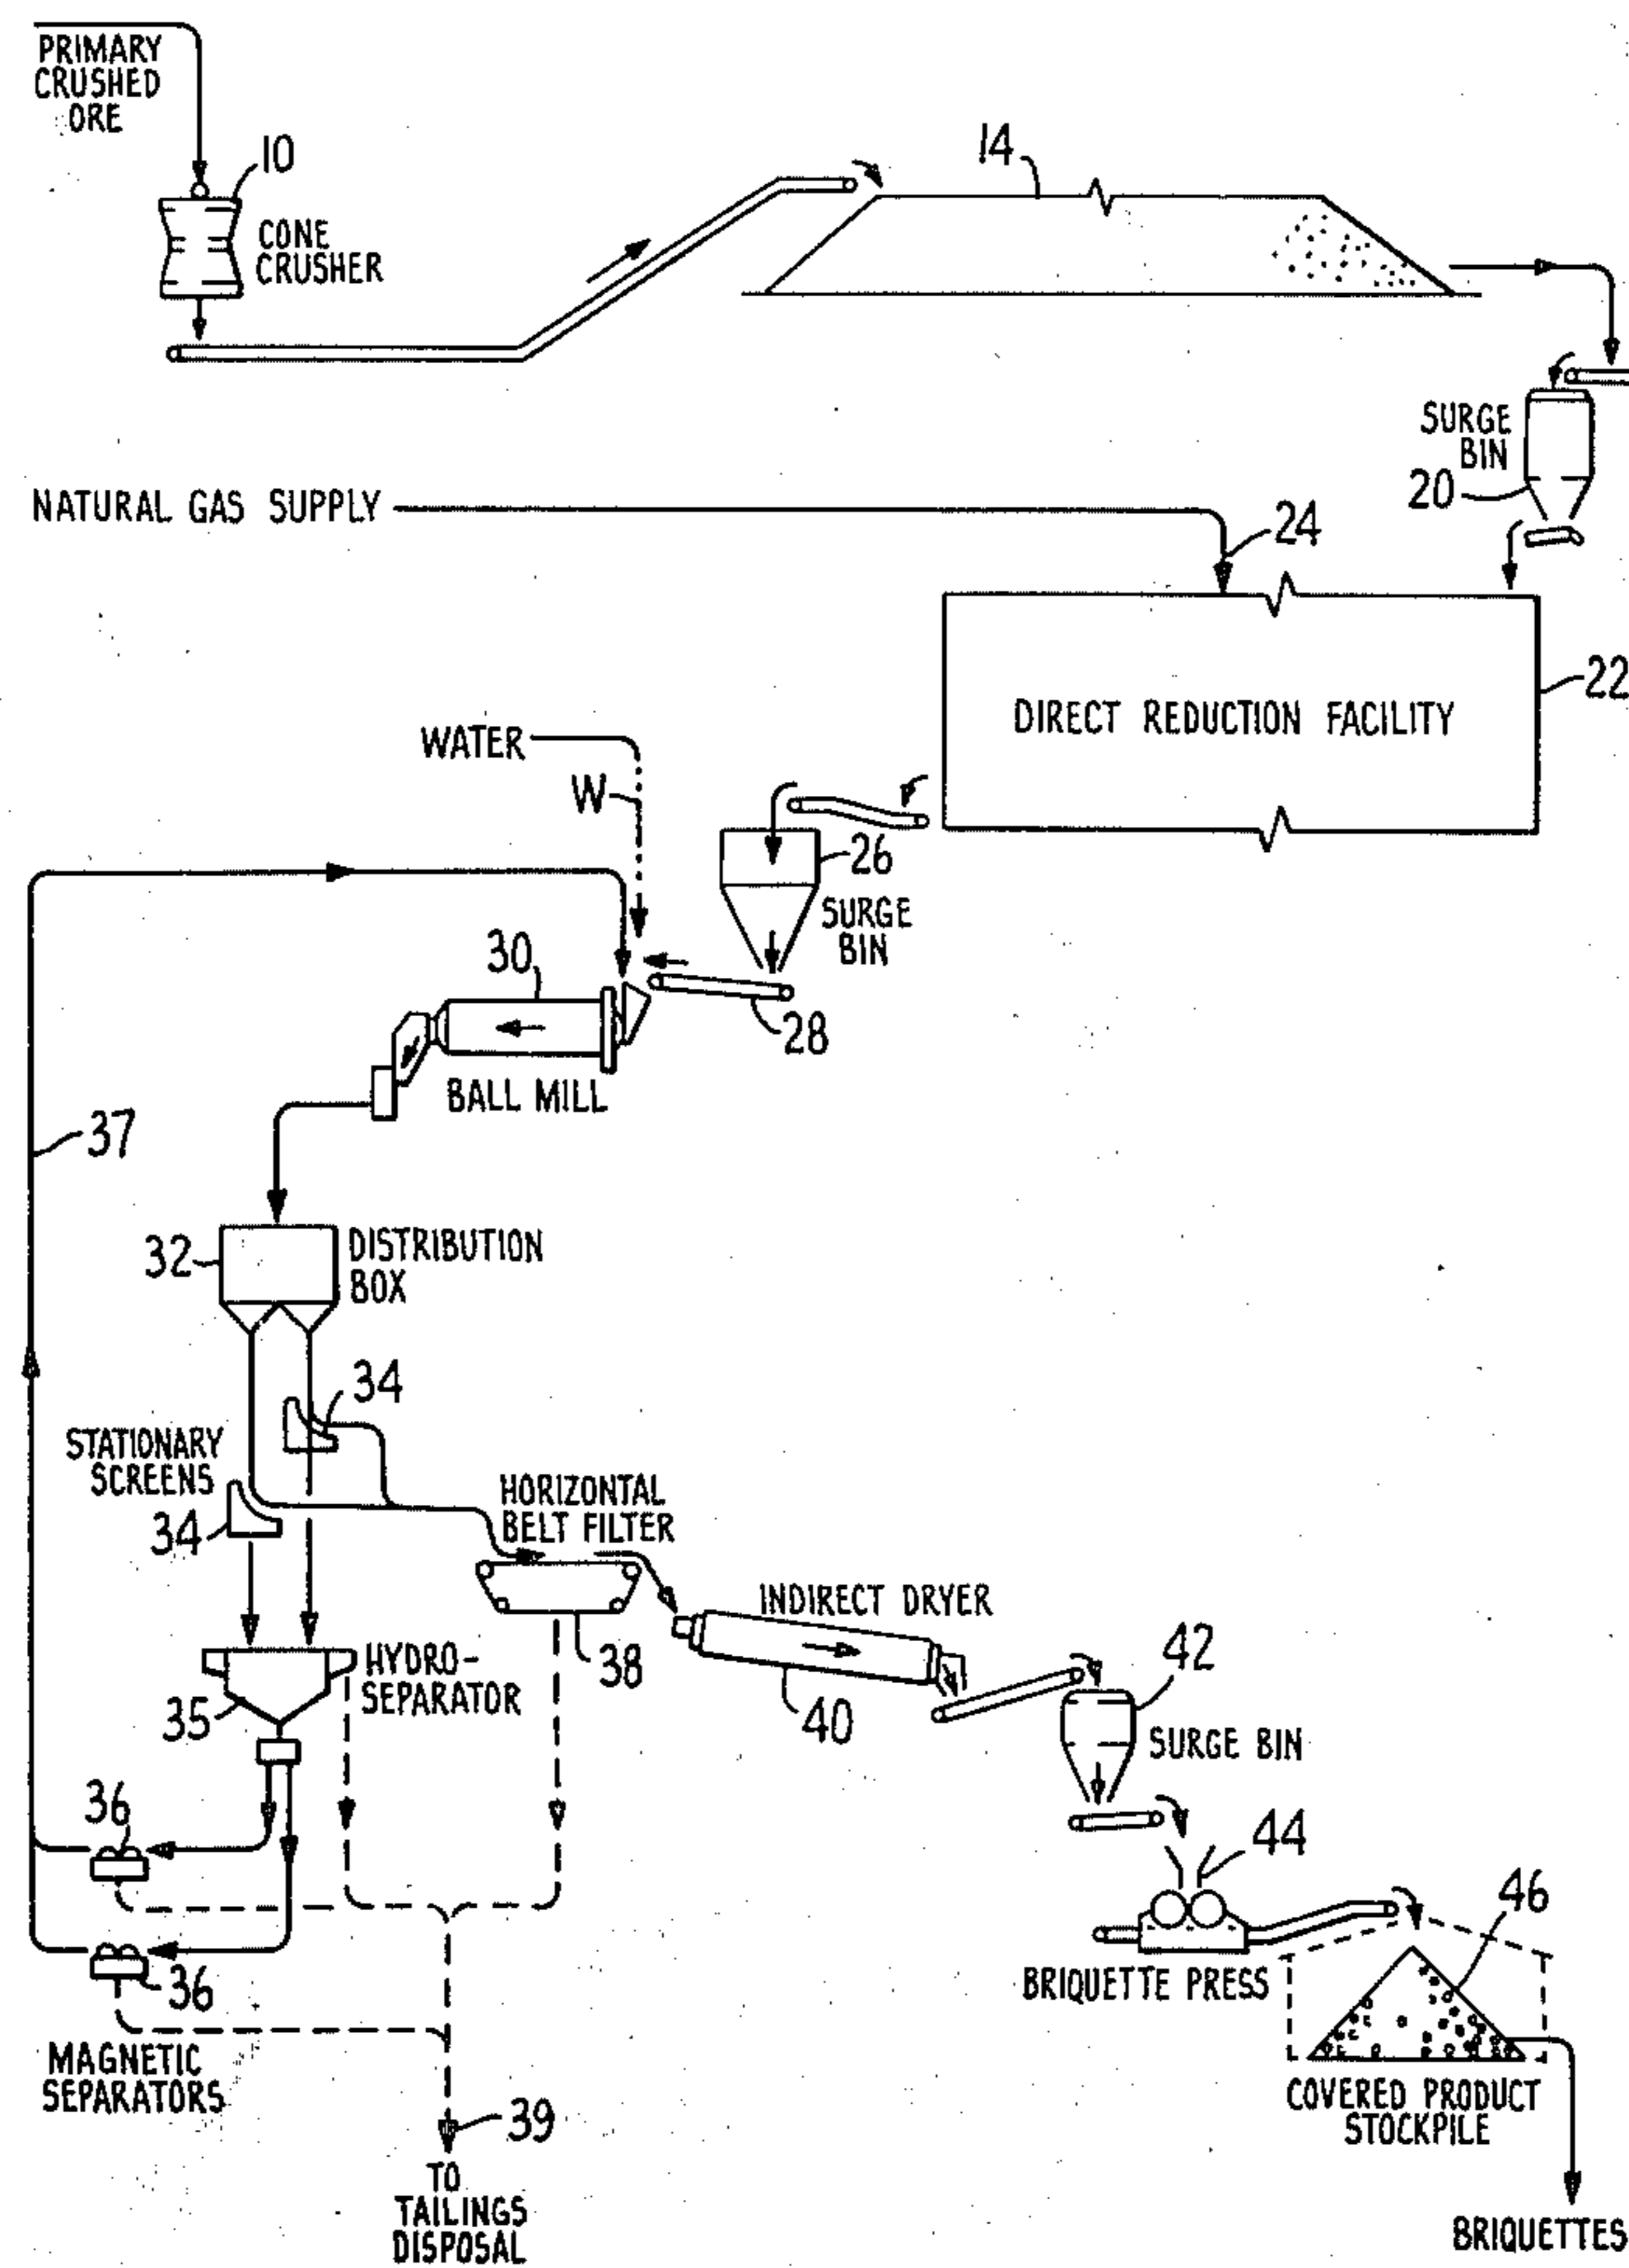 PRIMARY
CRUSHED
ORE
10
CONE
CRUSHER
14
SURGE
BIN
20
NATURAL GAS SUPPLY
24
DIRECT REDUCTION FACILITY
22
WATER
W
26
SURGE
BIN
30
28
BALL MILL
37
32
DISTRIBUTION
BOX
34
STATIONARY
SCREENS
34
HORIZONTAL
BELT FILTER
38
INDIRECT DRYER
40
HYDRO-
SEPARATOR
35
42
SURGE BIN
36
44
46
36
BRIQUETTE PRESS
MAGNETIC
SEPARATORS
COVERED PRODUCT
STOCKPILE
39
TO
TAILINGS
DISPOSAL
BRIQUETTES